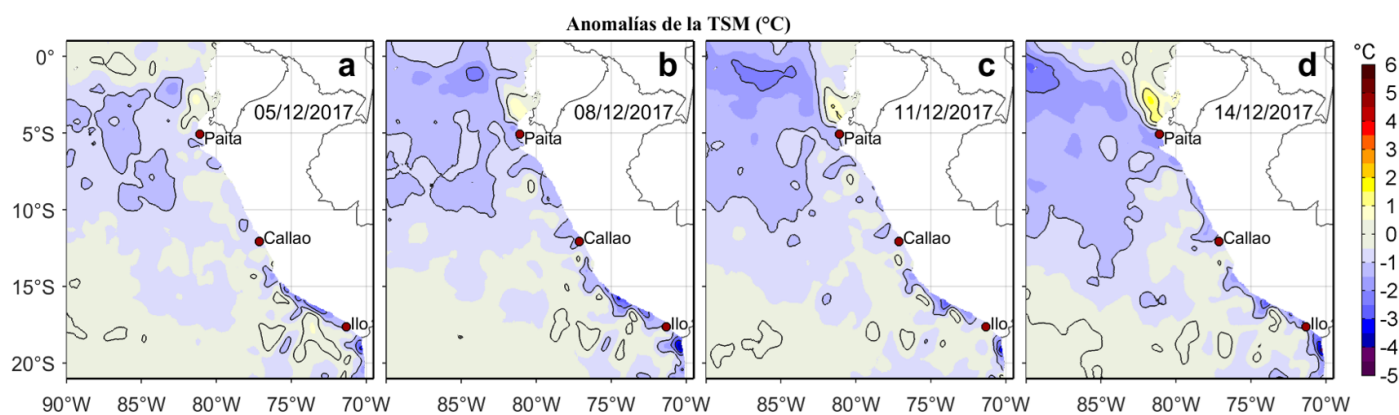 Anomalías de la TSM (°C)
a b c d
05/12/2017 08/12/2017 11/12/2017 14/12/2017
Paita Paita Paita Paita
Callao Callao Callao Callao
Ilo Ilo Ilo Ilo
0°
5°S
10°S
15°S
20°S
90°W 85°W 80°W 75°W 70°W 85°W 80°W 75°W 70°W 85°W 80°W 75°W 70°W 85°W 80°W 75°W 70°W
°C
6
5
4
3
2
1
0
-1
-2
-3
-4
-5